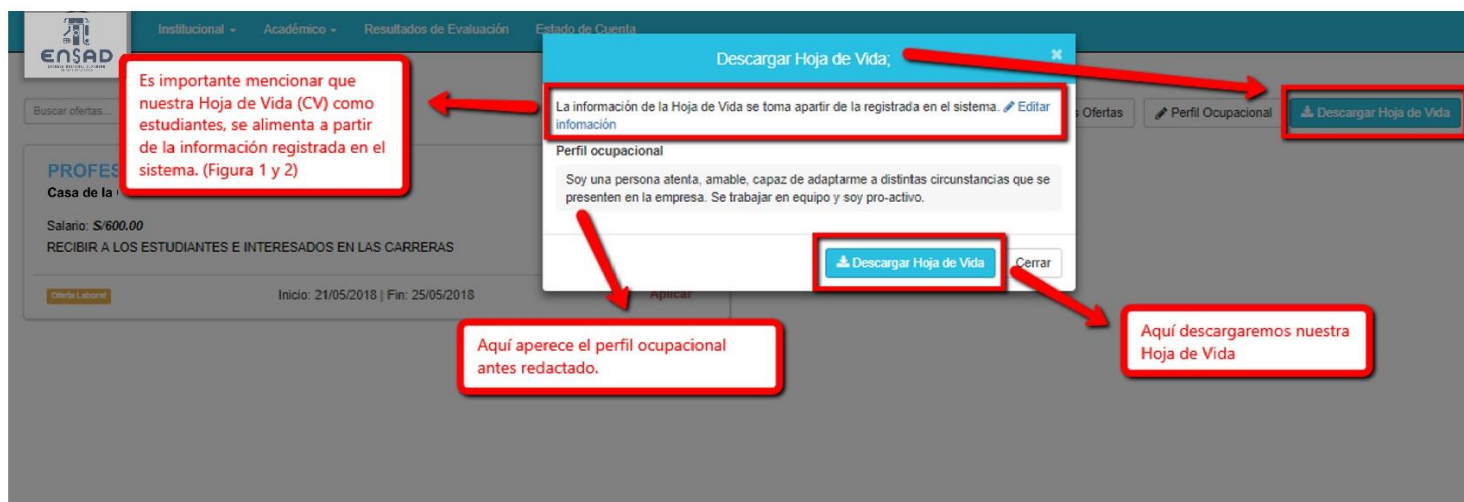 Institucional Académico Resultados de Evaluación Estado de Cuenta
ENSAD
Descargar Hoja de Vida;
Es importante mencionar que
nuestra Hoja de Vida (CV) como
estudiantes, se alimenta a partir
de la información registrada en el
sistema. (Figura 1 y 2)
Buscar ofertas...
La información de la Hoja de Vida se toma apartir de la registrada en el sistema. Editar
infomación
Ofertas
Perfil Ocupacional
Descargar Hoja de Vida
Perfil ocupacional
Soy una persona atenta, amable, capaz de adaptarme a distintas circunstancias que se
presenten en la empresa. Se trabajar en equipo y soy pro-activo.
Descargar Hoja de Vida
Cerrar
Casa de la
Salario: S/600.00
RECIBIR A LOS ESTUDIANTES E INTERESADOS EN LAS CARRERAS
Oferta Laboral
Inicio: 21/05/2018 | Fin: 25/05/2018
Aplicar
Aquí aperece el perfil ocupacional
antes redactado.
Aquí descargaremos nuestra
Hoja de Vida